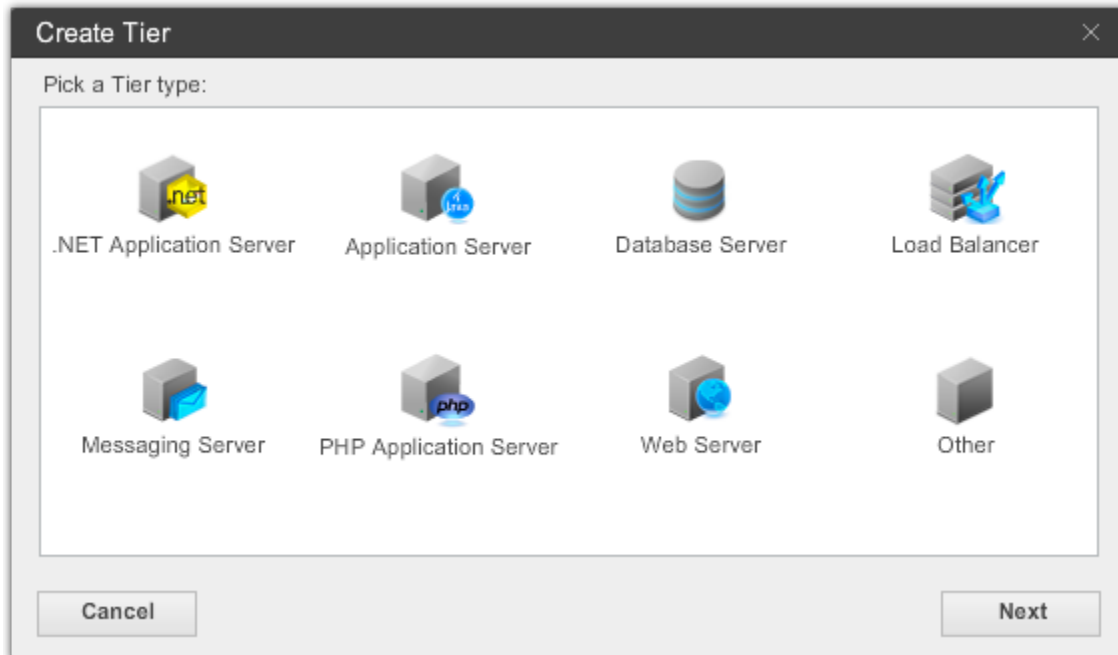 Create Tier
Pick a Tier type:
.net
.NET Application Server
Java
Application Server
Database Server
Load Balancer
Messaging Server
php
PHP Application Server
Web Server
Other
Cancel
Next